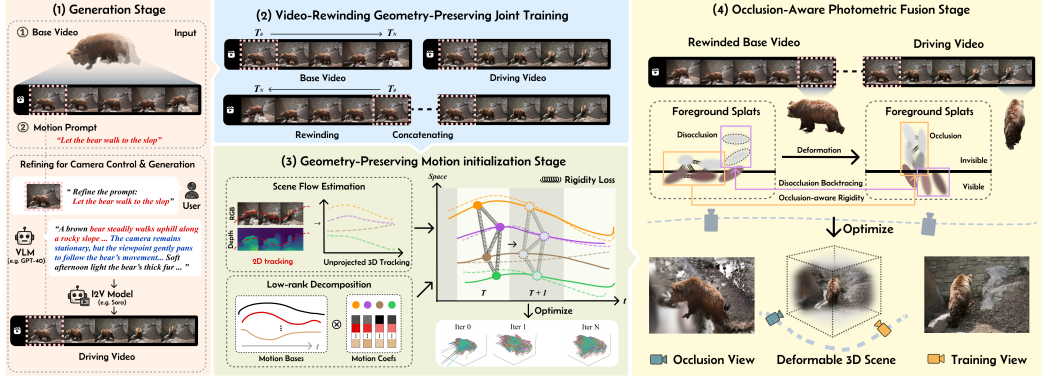 (1) Generation Stage
① Base Video
Input
② Motion Prompt
"Let the bear walk to the slop"
Refining for Camera Control & Generation
" Refine the prompt:
Let the bear walk to the slop"
User
VLM
(e.g. GPT-4O)
"A brown bear steadily walks uphill along
a rocky slope ... The camera remains
stationary, but the viewpoint gently pans
to follow the bear's movement... Soft
afternoon light the bear's thick fur ... "
I2V Model
(e.g. Sora)
Driving Video
(2) Video-Rewinding Geometry-Preserving Joint Training
T₀ T_N
Base Video
Driving Video
T_N T₀
Rewinding
Concatenating
(3) Geometry-Preserving Motion initialization Stage
Scene Flow Estimation
RGB
Depth
2D tracking
Unprojected 3D Tracking
Low-rank Decomposition
t
Motion Bases
Motion Coefs
Space
Rigidity Loss
T
T + 1
t
Optimize
Iter 0
Iter 1
Iter N
(4) Occlusion-Aware Photometric Fusion Stage
Rewinded Base Video
Driving Video
Foreground Splats
Foreground Splats
Disocclusion
Occlusion
Deformation
Invisible
Visible
Disocclusion Backtracing
Occlusion-aware Rigidity
Optimize
Occlusion View
Deformable 3D Scene
Training View